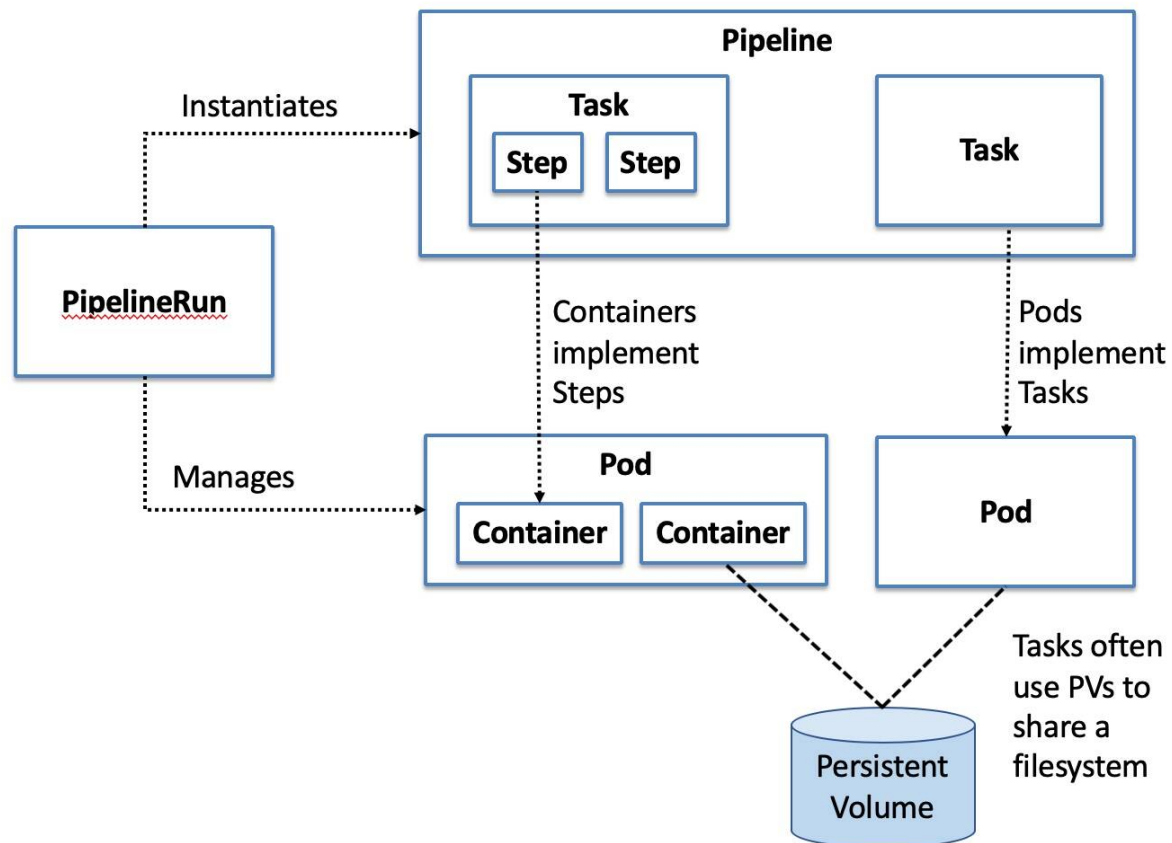 Pipeline
Instantiates
Task
Step
Step
Task
PipelineRun
Containers
implement
Steps
Pods
implement
Tasks
Manages
Pod
Container
Container
Pod
Tasks often
use PVs to
share a
filesystem
Persistent
Volume